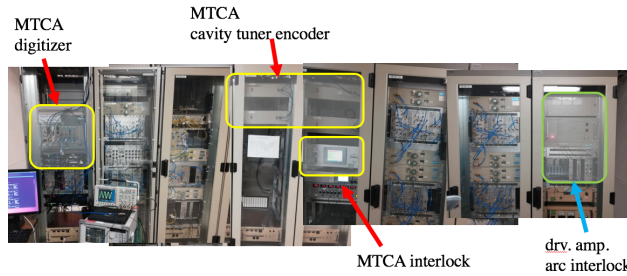 MTCA
digitizer
MTCA
cavity tuner encoder
MTCA interlock
drv. amp.
arc interlock